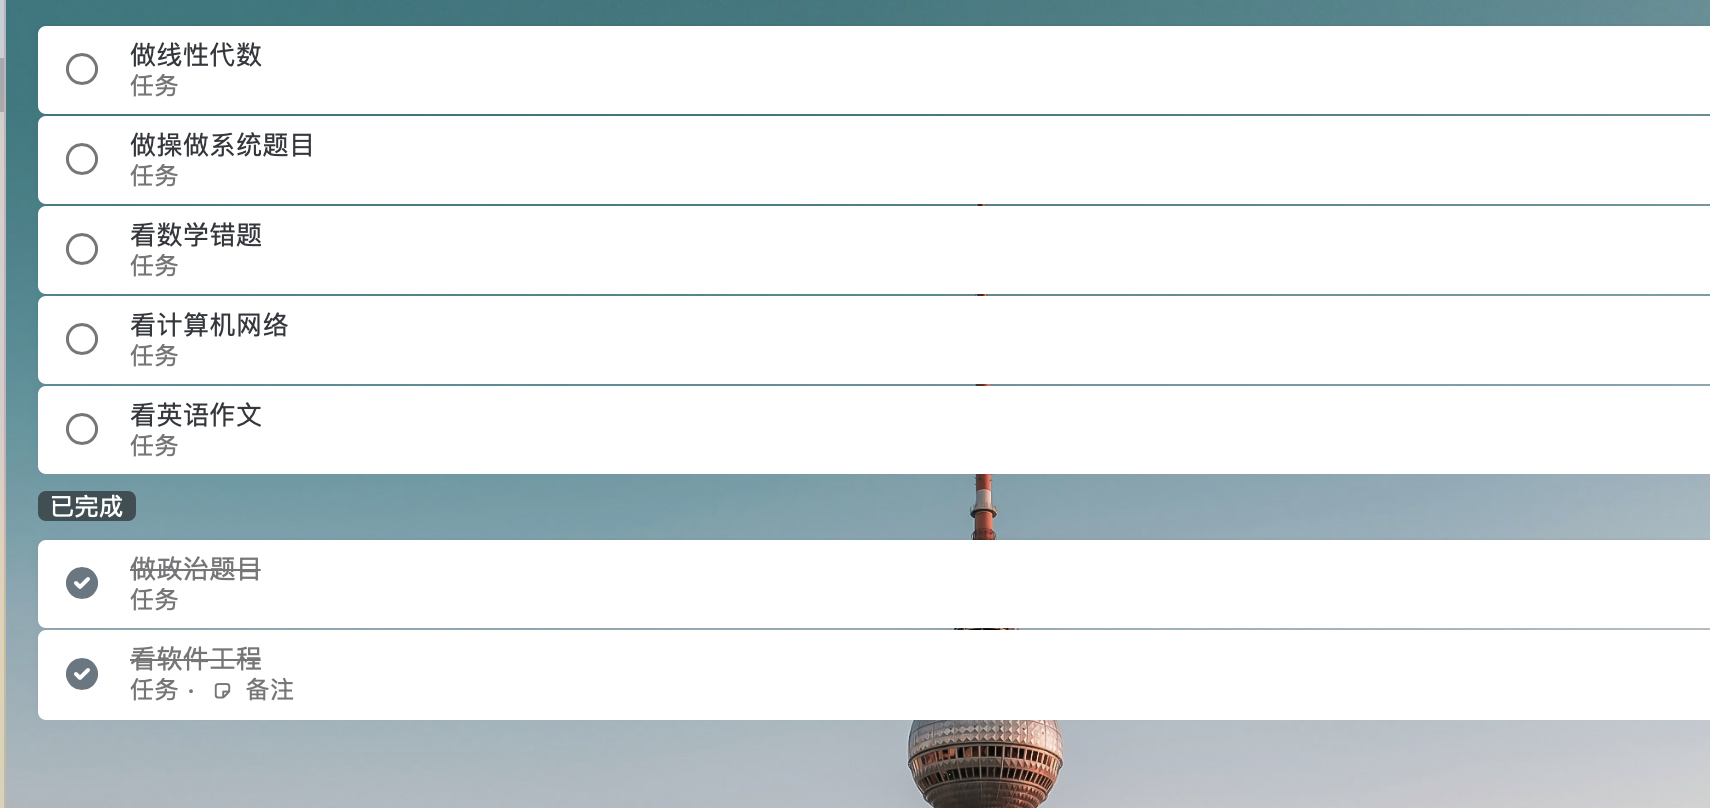 做线性代数
任务
做操做系统题目
任务
看数学错题
任务
看计算机网络
任务
看英语作文
任务
已完成
做政治题目
任务
看软件工程
任务 · 备注